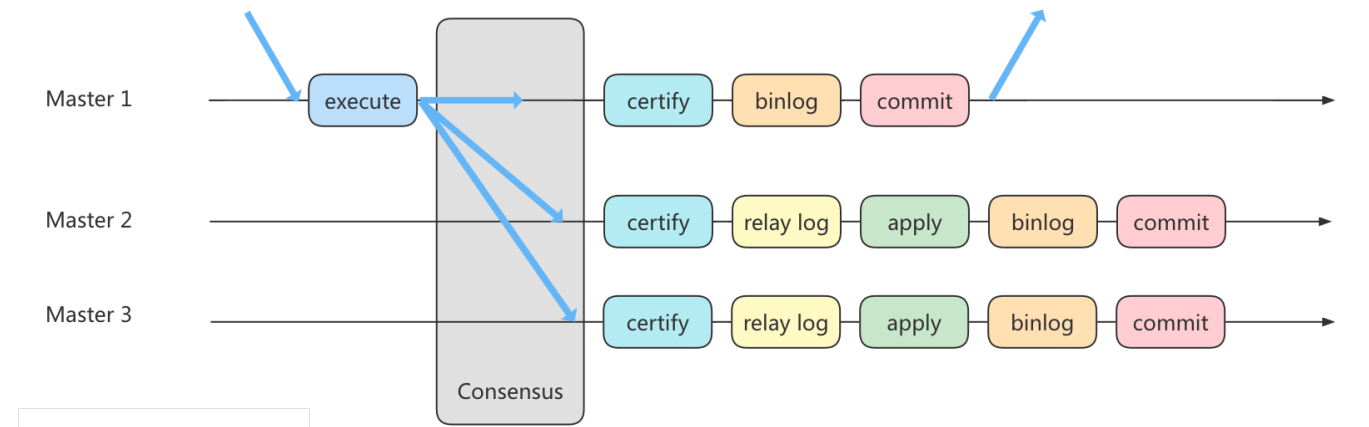 Master 1
execute
certify
binlog
commit
Master 2
certify
relay log
apply
binlog
commit
Master 3
certify
relay log
apply
binlog
commit
Consensus